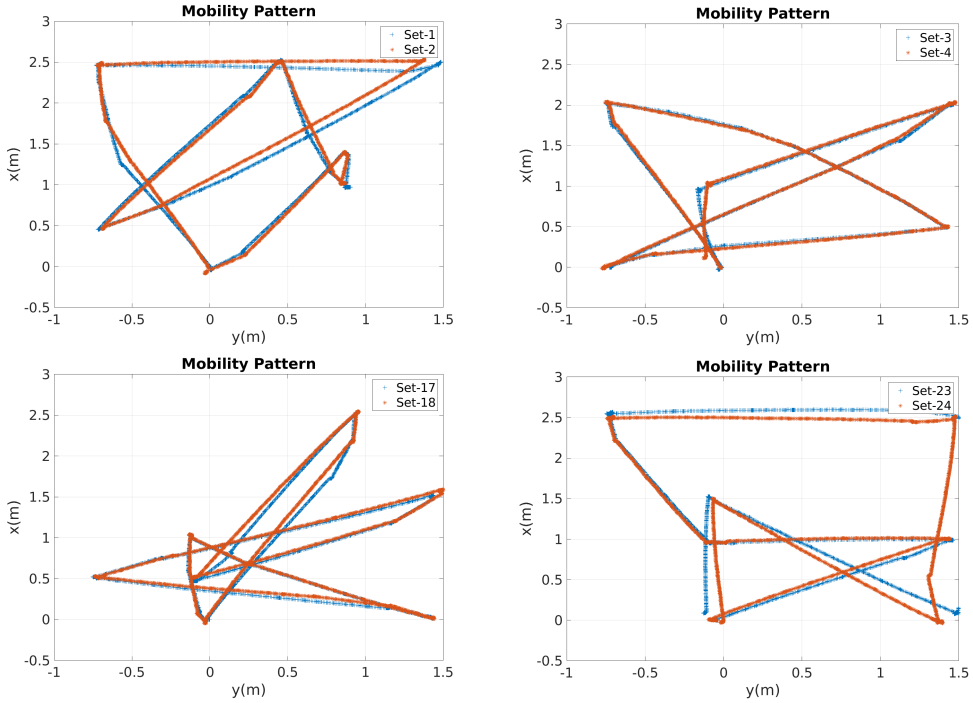 Mobility Pattern
3
2.5
2
1.5
1
0.5
0
-0.5
x(m)
-1 -0.5 0 0.5 1 1.5
y(m)
Set-1
Set-2
Mobility Pattern
3
2.5
2
1.5
1
0.5
0
-0.5
x(m)
-1 -0.5 0 0.5 1 1.5
y(m)
Set-3
Set-4
Mobility Pattern
3
2.5
2
1.5
1
0.5
0
-0.5
x(m)
-1 -0.5 0 0.5 1 1.5
y(m)
Set-17
Set-18
Mobility Pattern
3
2.5
2
1.5
1
0.5
0
-0.5
x(m)
-1 -0.5 0 0.5 1 1.5
y(m)
Set-23
Set-24